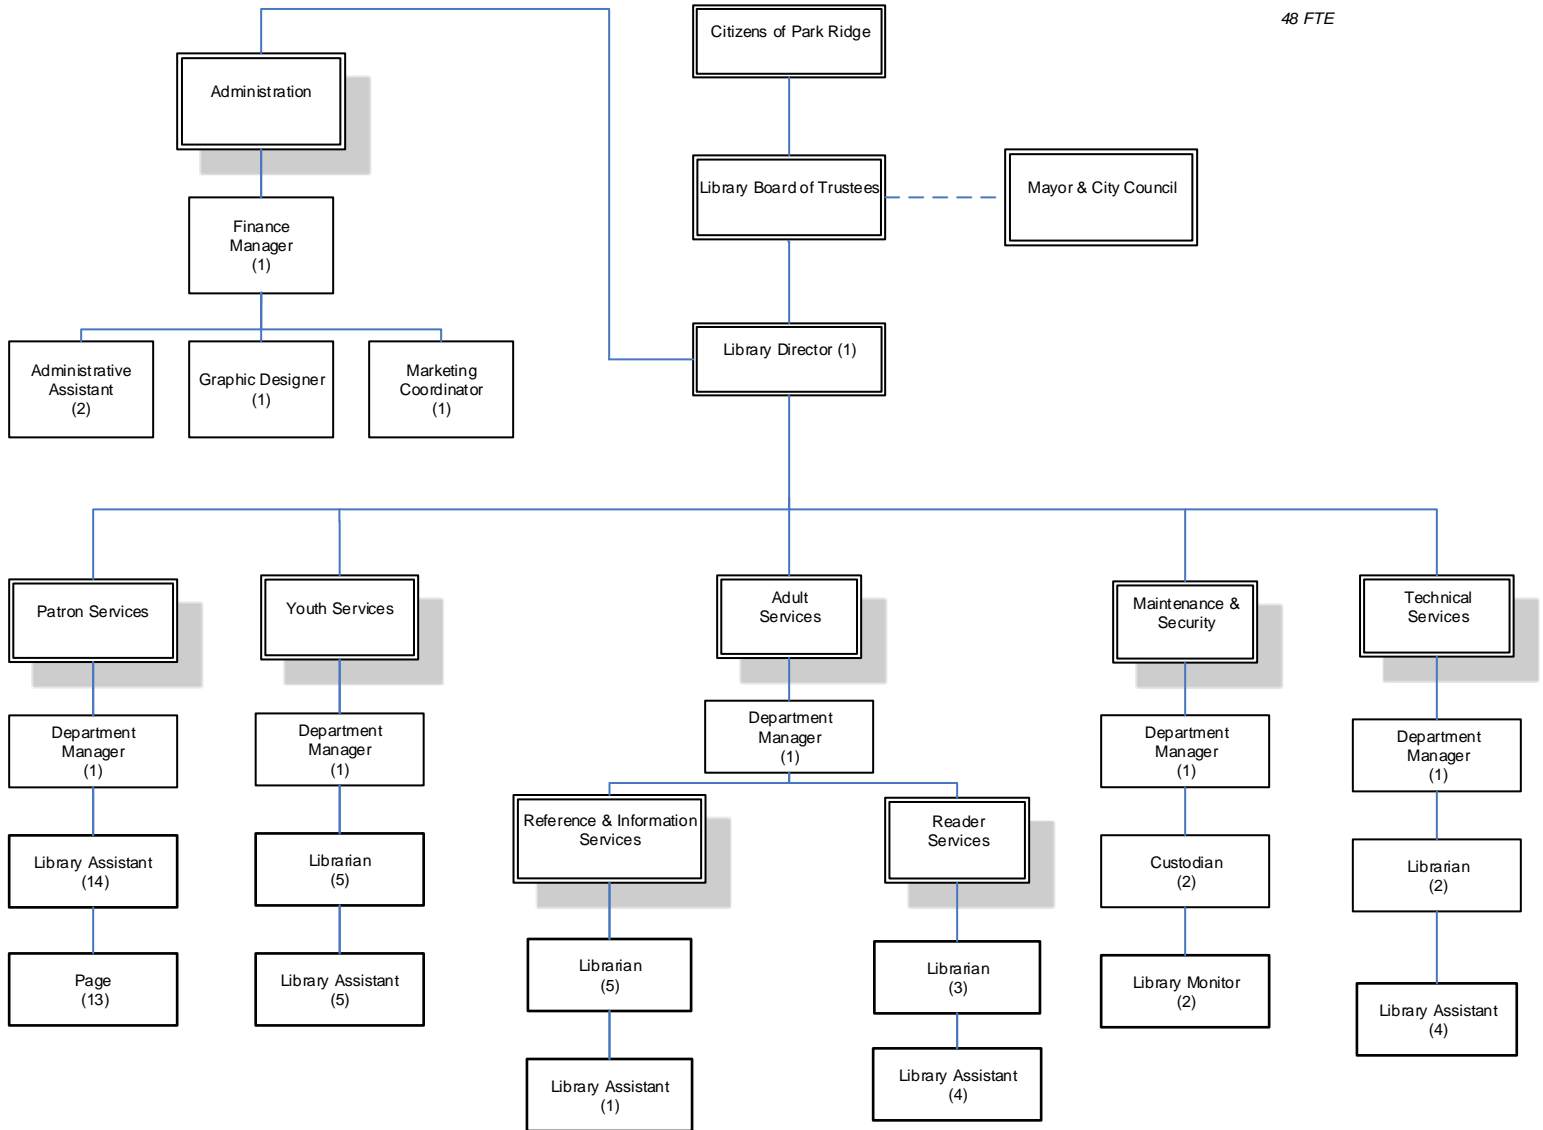 48 FTE
Citizens of Park Ridge
Administration
Library Board of Trustees
Mayor & City Council
Finance
Manager
(1)
Library Director (1)
Administrative
Assistant
(2)
Graphic Designer
(1)
Marketing
Coordinator
(1)
Patron Services
Youth Services
Adult
Services
Maintenance &
Security
Technical
Services
Department
Manager
(1)
Department
Manager
(1)
Department
Manager
(1)
Department
Manager
(1)
Department
Manager
(1)
Reference & Information
Services
Reader
Services
Library Assistant
(14)
Librarian
(5)
Custodian
(2)
Librarian
(2)
Page
(13)
Library Assistant
(5)
Librarian
(5)
Librarian
(3)
Library Monitor
(2)
Library Assistant
(4)
Library Assistant
(1)
Library Assistant
(4)